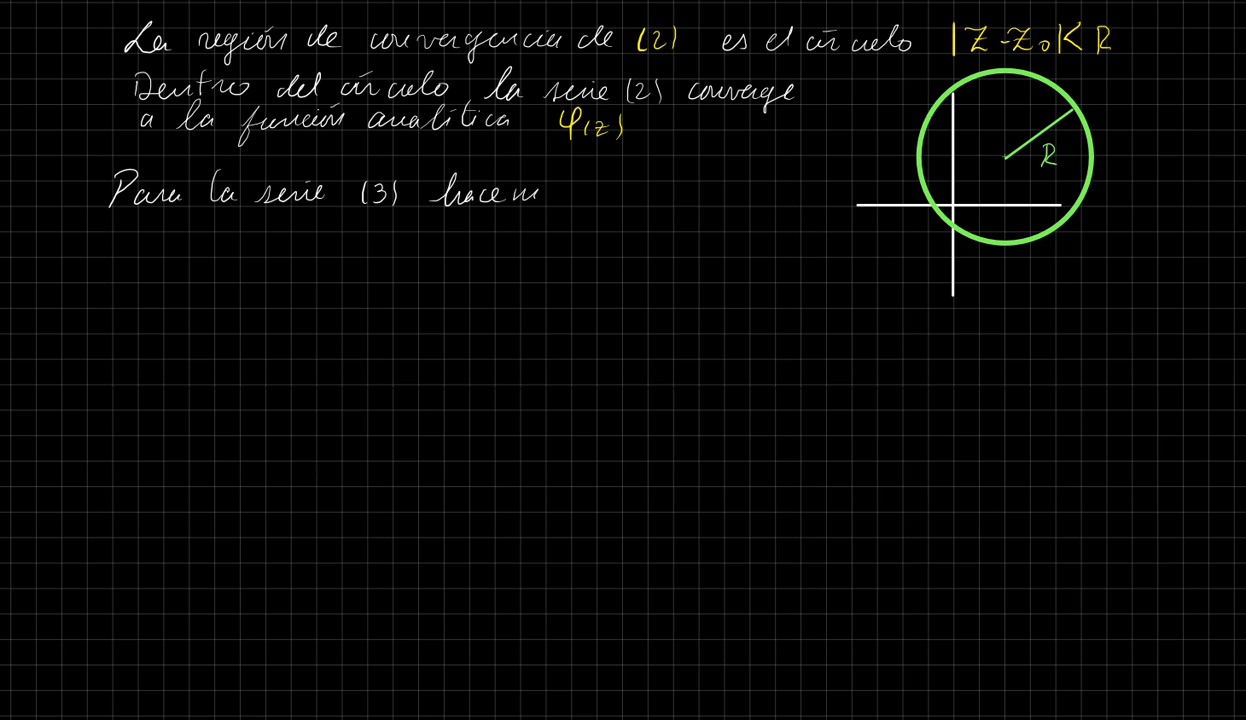 La región de convergencia de (2) es el círculo |Z-Z₀|< R
Dentro del círculo la serie (2) converge
a la función analítica φ(z)
R
Para la serie (3) hacem